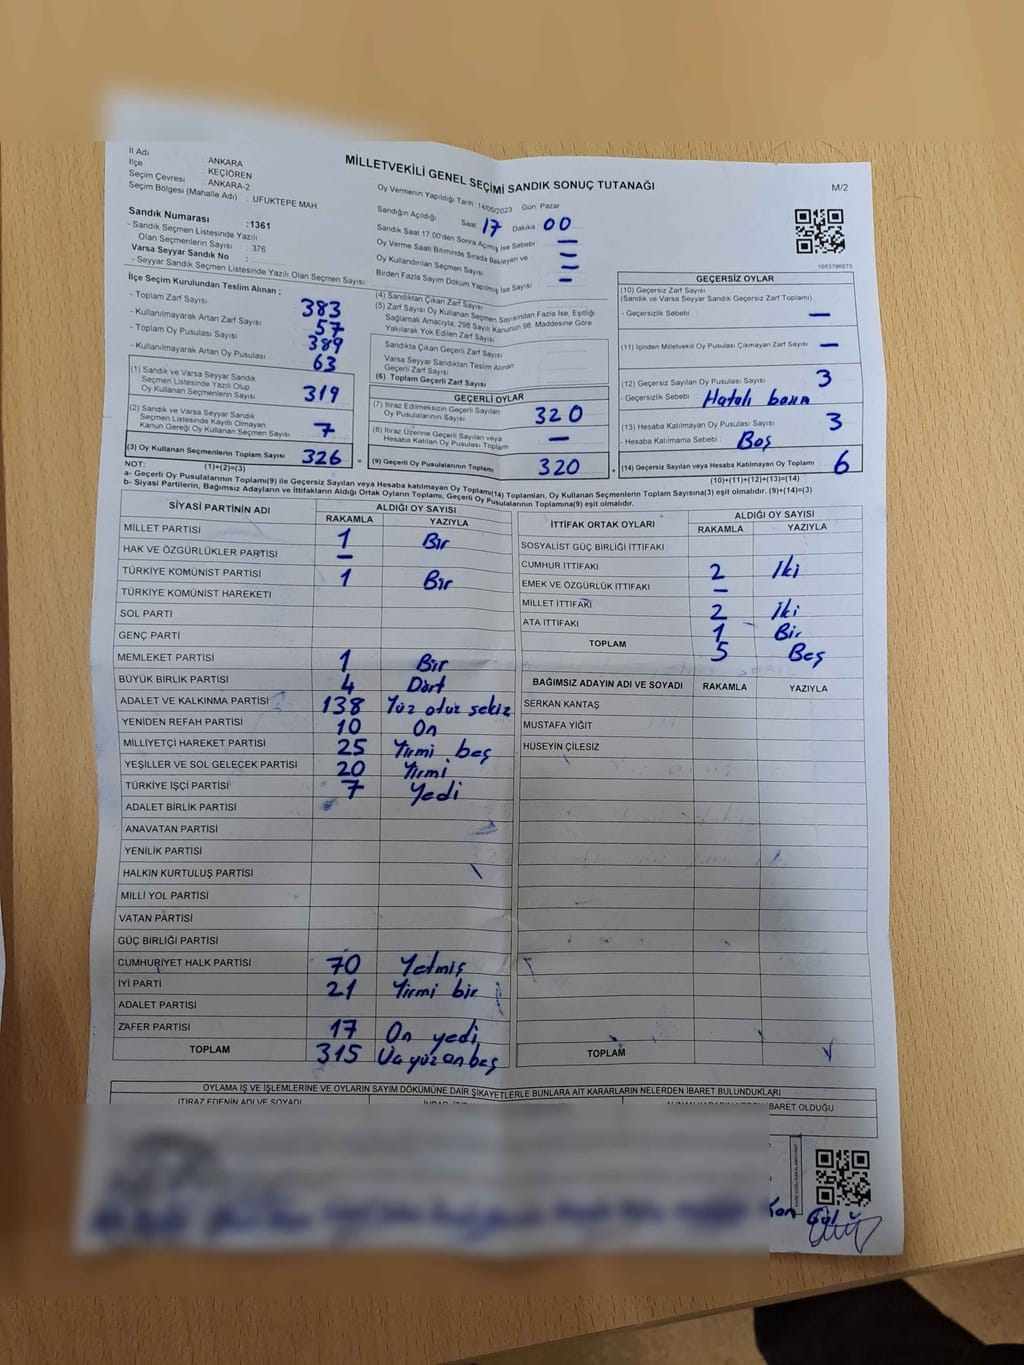 İl Adı : ANKARA
İlçe : KEÇİÖREN
Seçim Çevresi : ANKARA-2
Seçim Bölgesi (Mahalle Adı) : UFUKTEPE MAH
MİLLETVEKİLİ GENEL SEÇİMİ SANDIK SONUÇ TUTANAĞI
M/2
Sandık Numarası : 1361
- Sandık Seçmen Listesinde Yazılı
Olan Seçmenlerin Sayısı : 376
Varsa Seyyar Sandık No :
- Seyyar Sandık Seçmen Listesinde Yazılı Olan Seçmen Sayısı
Oy Vermenin Yapıldığı Tarih 14/05/2023 Gün: Pazar
Sandığın Açıldığı Saat 17 Dakika 00
Sandık Saat 17:00'den Sonra Açılmış İse Sebebi —
Oy Verme Saati Bitiminde Sırada Bekleyen ve
Oy Kullandırılan Seçmen Sayısı —
Birden Fazla Sayım Döküm Yapılmış İse Sayısı —
1083796075
İlçe Seçim Kurulundan Teslim Alınan ;
- Toplam Zarf Sayısı 383
- Kullanılmayarak Artan Zarf Sayısı 57
- Toplam Oy Pusulası Sayısı 389
- Kullanılmayarak Artan Oy Pusulası 63
(1) Sandık ve Varsa Seyyar Sandık
Seçmen Listesinde Yazılı Olup
Oy Kullanan Seçmenlerin Sayısı 319
(2) Sandık ve Varsa Seyyar Sandık
Seçmen Listesinde Kayıtlı Olmayan
Kanun Gereği Oy Kullanan Seçmen Sayısı 7
(3) Oy Kullanan Seçmenlerin Toplam Sayısı 326
(1)+(2)=(3)
(4) Sandıktan Çıkan Zarf Sayısı
(5) Zarf Sayısı Oy Kullanan Seçmen Sayısından Fazla İse, Eşitliği
Sağlamak Amacıyla, 298 Sayılı Kanunun 98. Maddesine Göre
Yakılarak Yok Edilen Zarf Sayısı
Sandıkta Çıkan Geçerli Zarf Sayısı
Varsa Seyyar Sandıktan Teslim Alınan
Geçerli Zarf Sayısı
(6) Toplam Geçerli Zarf Sayısı
GEÇERLİ OYLAR
(7) İtiraz Edilmeksizin Geçerli Sayılan
Oy Pusulalarının Sayısı 320
(8) İtiraz Üzerine Geçerli Sayılan veya
Hesaba Katılan Oy Pusulası Toplamı —
= (9) Geçerli Oy Pusulalarının Toplamı 320
GEÇERSİZ OYLAR
(10) Geçersiz Zarf Sayısı
(Sandık ve Varsa Seyyar Sandık Geçersiz Zarf Toplamı)
- Geçersizlik Sebebi : —
(11) İçinden Milletvekili Oy Pusulası Çıkmayan Zarf Sayısı —
(12) Geçersiz Sayılan Oy Pusulası Sayısı 3
- Geçersizlik Sebebi : Hatalı basım
(13) Hesaba Katılmayan Oy Pusulası Sayısı 3
- Hesaba Katılmama Sebebi : Boş
+ (14) Geçersiz Sayılan veya Hesaba Katılmayan Oy Toplamı 6
(10)+(11)+(12)+(13)=(14)
NOT:
a- Geçerli Oy Pusulalarının Toplamı(9) ile Geçersiz Sayılan veya Hesaba Katılmayan Oy Toplamı(14) Toplamları, Oy Kullanan Seçmenlerin Toplam Sayısına(3) eşit olmalıdır. (9)+(14)=(3)
b- Siyasi Partilerin, Bağımsız Adayların ve İttifakların Aldığı Ortak Oyların Toplamı, Geçerli Oy Pusulalarının Toplamına(9) eşit olmalıdır.
SİYASİ PARTİNİN ADI ALDIĞI OY SAYISI
RAKAMLA YAZIYLA
MİLLET PARTİSİ 1 Bir
HAK VE ÖZGÜRLÜKLER PARTİSİ —
TÜRKİYE KOMÜNİST PARTİSİ 1 Bir
TÜRKİYE KOMÜNİST HAREKETİ
SOL PARTİ
GENÇ PARTİ
MEMLEKET PARTİSİ 1 Bir
BÜYÜK BİRLİK PARTİSİ 4 Dört
ADALET VE KALKINMA PARTİSİ 138 Yüz otuz sekiz
YENİDEN REFAH PARTİSİ 10 On
MİLLİYETÇİ HAREKET PARTİSİ 25 Yirmi beş
YEŞİLLER VE SOL GELECEK PARTİSİ 20 Yirmi
TÜRKİYE İŞÇİ PARTİSİ 7 Yedi
ADALET BİRLİK PARTİSİ
ANAVATAN PARTİSİ
YENİLİK PARTİSİ
HALKIN KURTULUŞ PARTİSİ
MİLLİ YOL PARTİSİ
VATAN PARTİSİ
GÜÇ BİRLİĞİ PARTİSİ
CUMHURİYET HALK PARTİSİ 70 Yetmiş
İYİ PARTİ 21 Yirmi bir
ADALET PARTİSİ
ZAFER PARTİSİ 17 On yedi
TOPLAM 315 Üçyüzonbeş
İTTİFAK ORTAK OYLARI ALDIĞI OY SAYISI
RAKAMLA YAZIYLA
SOSYALİST GÜÇ BİRLİĞİ İTTİFAKI
CUMHUR İTTİFAKI 2 İki
EMEK VE ÖZGÜRLÜK İTTİFAKI —
MİLLET İTTİFAKI 2 İki
ATA İTTİFAKI 1 Bir
TOPLAM 5 Beş
BAĞIMSIZ ADAYIN ADI VE SOYADI RAKAMLA YAZIYLA
SERKAN KANTAŞ
MUSTAFA YİĞİT
HÜSEYİN ÇİLESİZ
TOPLAM
OYLAMA İŞ VE İŞLEMLERİNE VE OYLARIN SAYIM DÖKÜMÜNE DAİR ŞİKAYETLERLE BUNLARA AİT KARARLARIN NELERDEN İBARET BULUNDUKLARI
İTİRAZ EDENİN ADI VE SOYADI
İBARET OLDUĞU